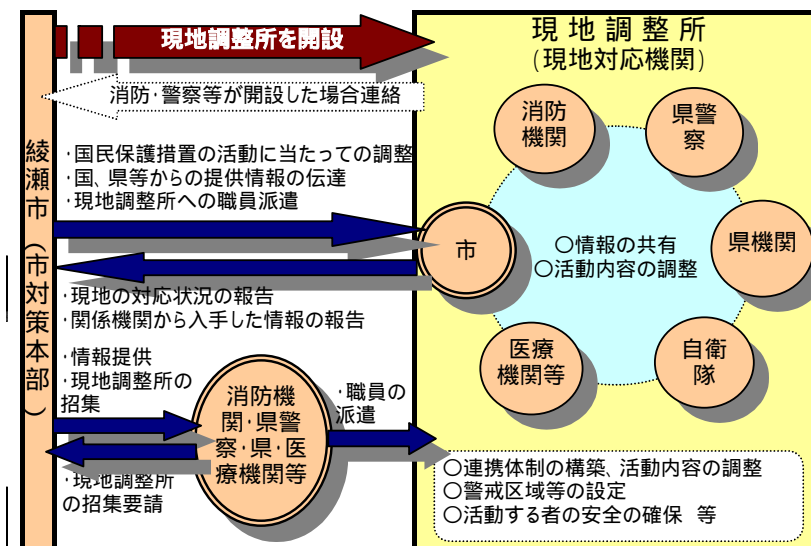 現地調整所を開設
消防・警察等が開設した場合連絡
綾瀬市(市対策本部)
・国民保護措置の活動に当たっての調整
・国、県等からの提供情報の伝達
・現地調整所への職員派遣
・現地の対応状況の報告
・関係機関から入手した情報の報告
・情報提供
・現地調整所の
招集
・現地調整所
の招集要請
消防機
関・県警
察・県・医
療機関等
・職員の
派遣
現地調整所
(現地対応機関)
消防
機関
県警
察
市
○情報の共有
○活動内容の調整
県機関
医療
機関等
自衛
隊
○連携体制の構築、活動内容の調整
○警戒区域等の設定
○活動する者の安全の確保 等